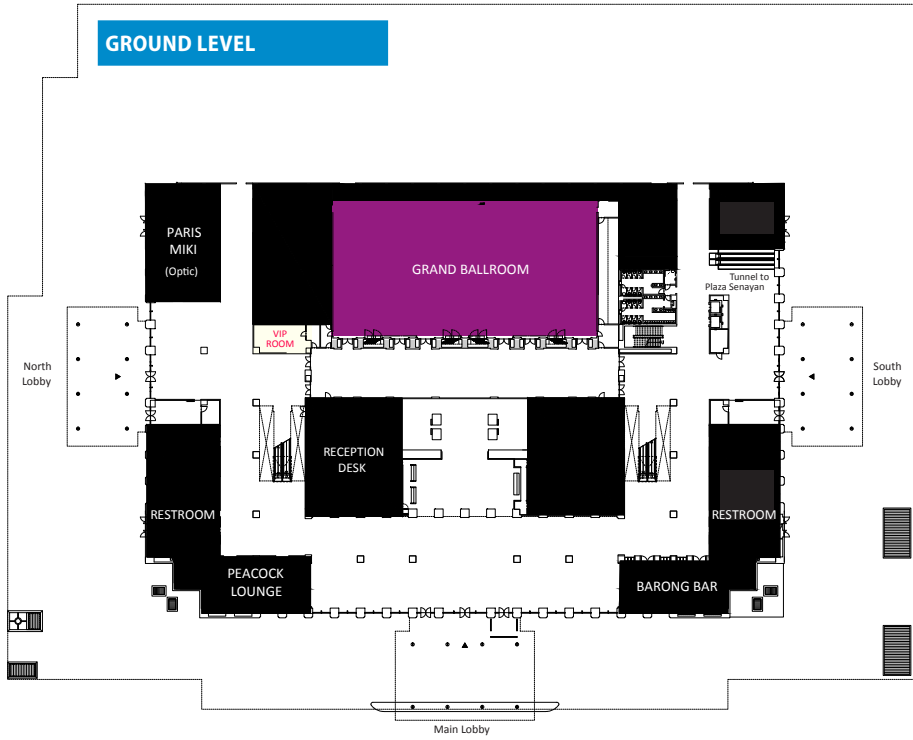 GROUND LEVEL
PARIS
MIKI
(Optic)
GRAND BALLROOM
Tunnel to
Plaza Senayan
VIP
ROOM
North
Lobby
South
Lobby
RECEPTION
DESK
RESTROOM
RESTROOM
PEACOCK
LOUNGE
BARONG BAR
Main Lobby